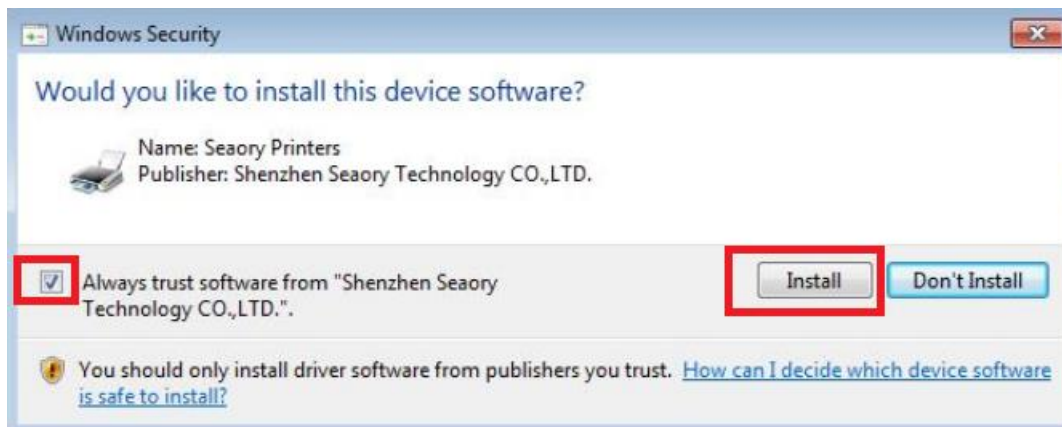 Windows Security
Would you like to install this device software?
Name: Seaory Printers
Publisher: Shenzhen Seaory Technology CO.,LTD.
Always trust software from "Shenzhen Seaory
Technology CO.,LTD.".
Install
Don't Install
You should only install driver software from publishers you trust. How can I decide which device software
is safe to install?